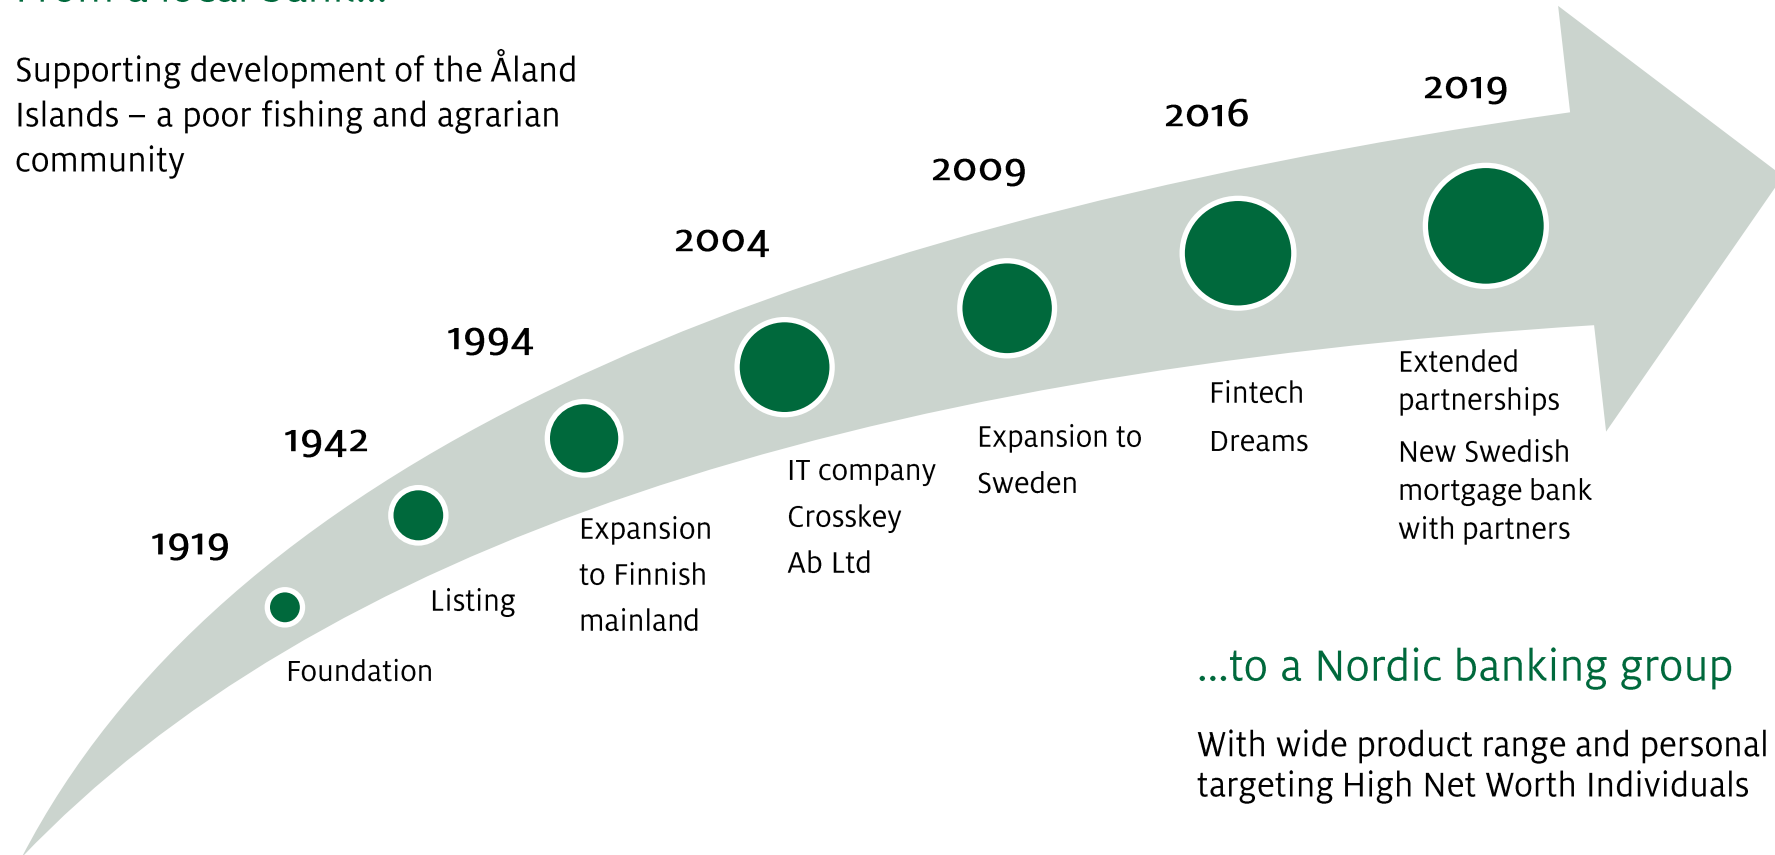 From a local bank...
Supporting development of the Åland
Islands – a poor fishing and agrarian
community
1919
Foundation
1942
Listing
1994
Expansion
to Finnish
mainland
2004
IT company
Crosskey
Ab Ltd
2009
Expansion to
Sweden
2016
Fintech
Dreams
2019
Extended
partnerships
New Swedish
mortgage bank
with partners
...to a Nordic banking group
With wide product range and personal
targeting High Net Worth Individuals